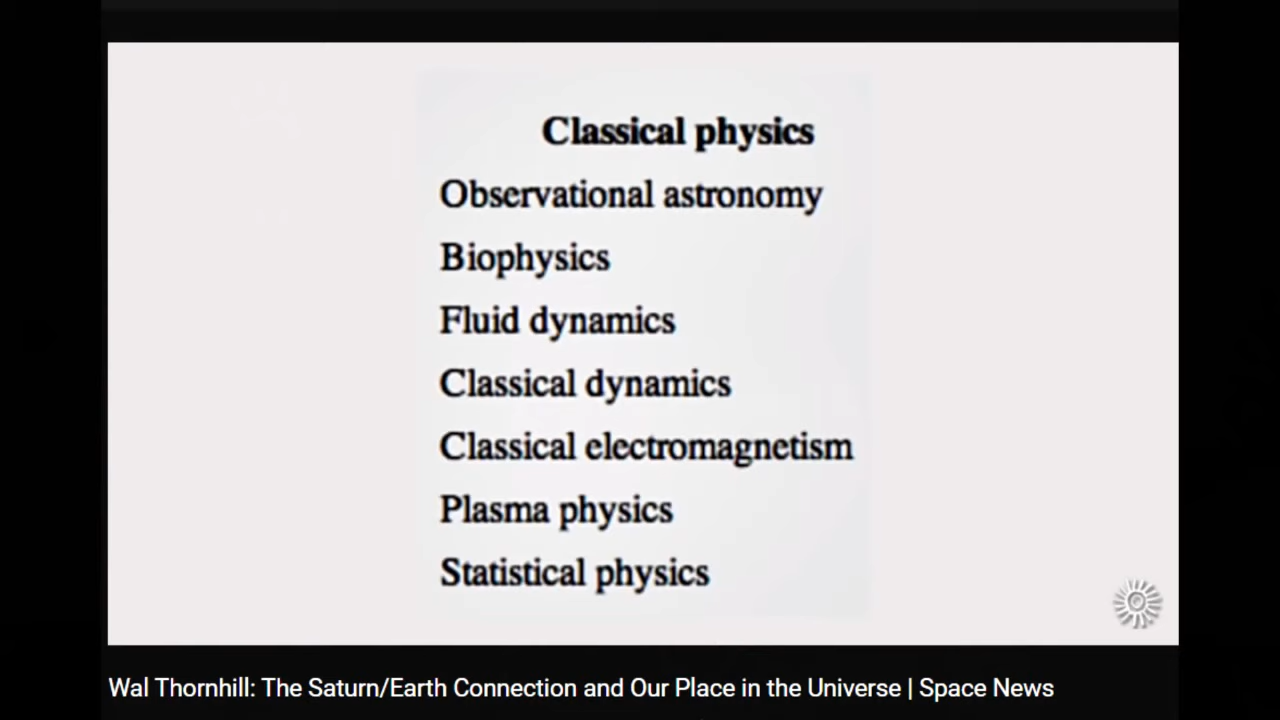 Classical physics
Observational astronomy
Biophysics
Fluid dynamics
Classical dynamics
Classical electromagnetism
Plasma physics
Statistical physics
Wal Thornhill: The Saturn/Earth Connection and Our Place in the Universe | Space News